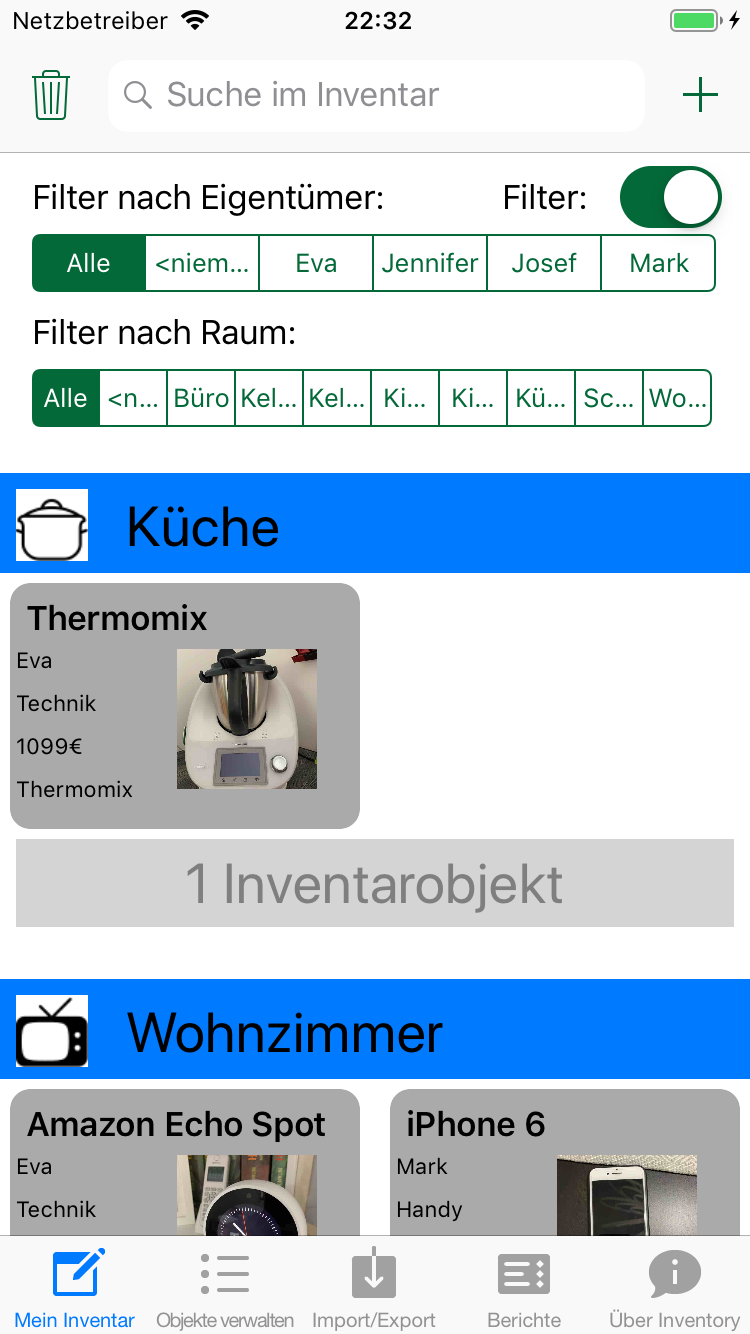 Netzbetreiber 22:32
Suche im Inventar
Filter nach Eigentümer: Filter:
Alle <niem... Eva Jennifer Josef Mark
Filter nach Raum:
Alle <n... Büro Kel... Kel... Ki... Ki... Kü... Sc... Wo...
Küche
Thermomix
Eva
Technik
1099€
Thermomix
1 Inventarobjekt
Wohnzimmer
Amazon Echo Spot
Eva
Technik
iPhone 6
Mark
Handy
Mein Inventar Objekte verwalten Import/Export Berichte Über Inventory